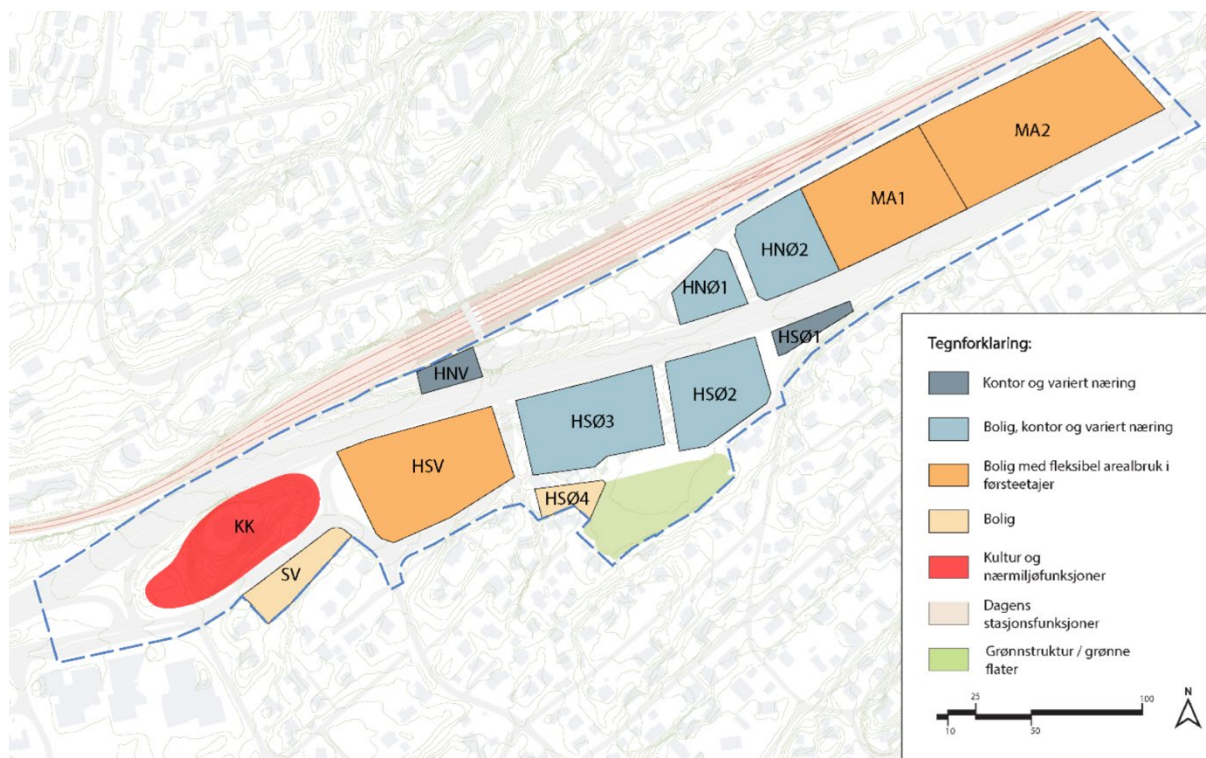 MA2
MA1
HNØ2
HNØ1
HSØ1
HNV
HSØ2
HSØ3
HSV
HSØ4
KK
SV
Tegnforklaring:
Kontor og variert næring
Bolig, kontor og variert næring
Bolig med fleksibel arealbruk i
førsteetajer
Bolig
Kultur og
nærmiljøfunksjoner
Dagens
stasjonsfunksjoner
Grønnstruktur / grønne
flater
25 100
10 50
N